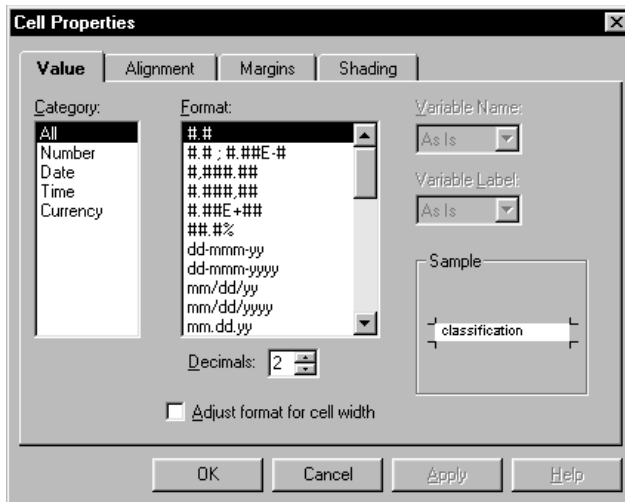 Cell Properties
Value
Alignment
Margins
Shading
Category:
All
Number
Date
Time
Currency
Format:
#.#
#.# ; #.##E-#
#,###.##
#.###,##
#.##E+##
##.#%
dd-mmm-yy
dd-mmm-yyyy
mm/dd/yy
mm/dd/yyyy
mm.dd.yy
Decimals: 2
Adjust format for cell width
Variable Name:
As Is
Variable Label:
As Is
Sample
classification
OK
Cancel
Apply
Help